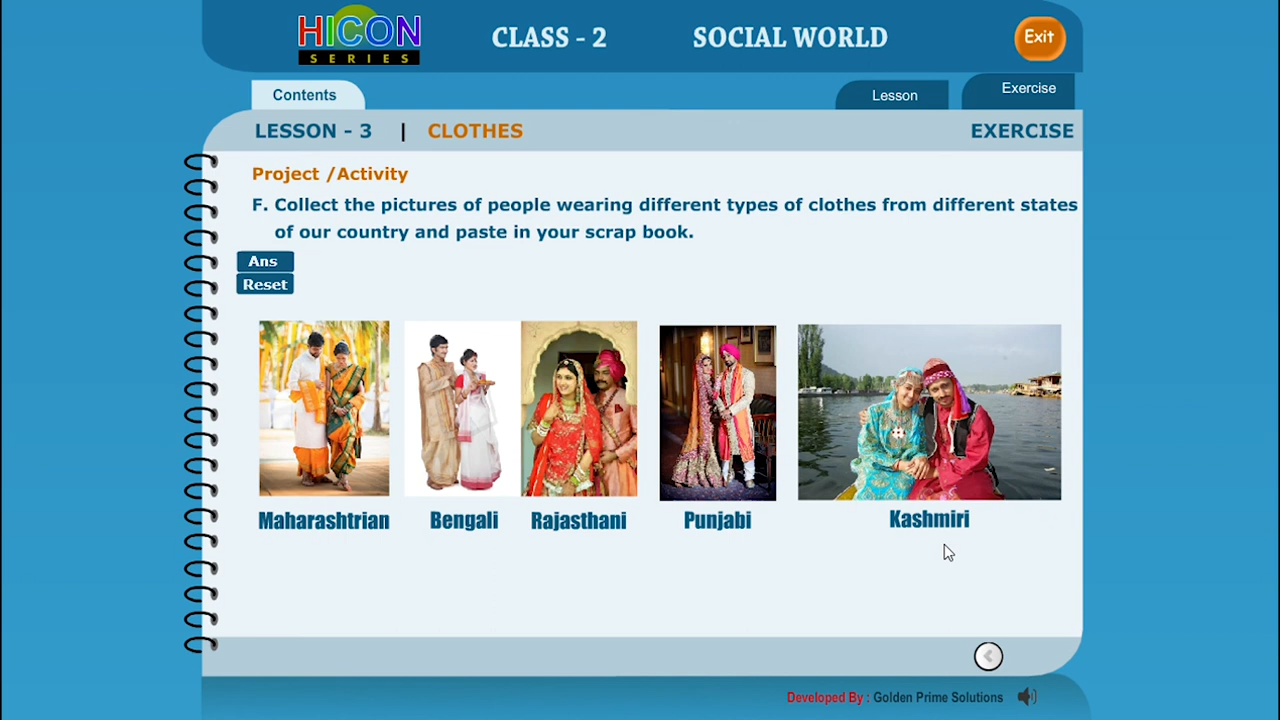 HICON
SERIES
CLASS - 2
SOCIAL WORLD
Exit
Contents
Lesson
Exercise
LESSON - 3 | CLOTHES
EXERCISE
Project /Activity
F. Collect the pictures of people wearing different types of clothes from different states
of our country and paste in your scrap book.
Ans
Reset
Maharashtrian
Bengali
Rajasthani
Punjabi
Kashmiri
Developed By : Golden Prime Solutions